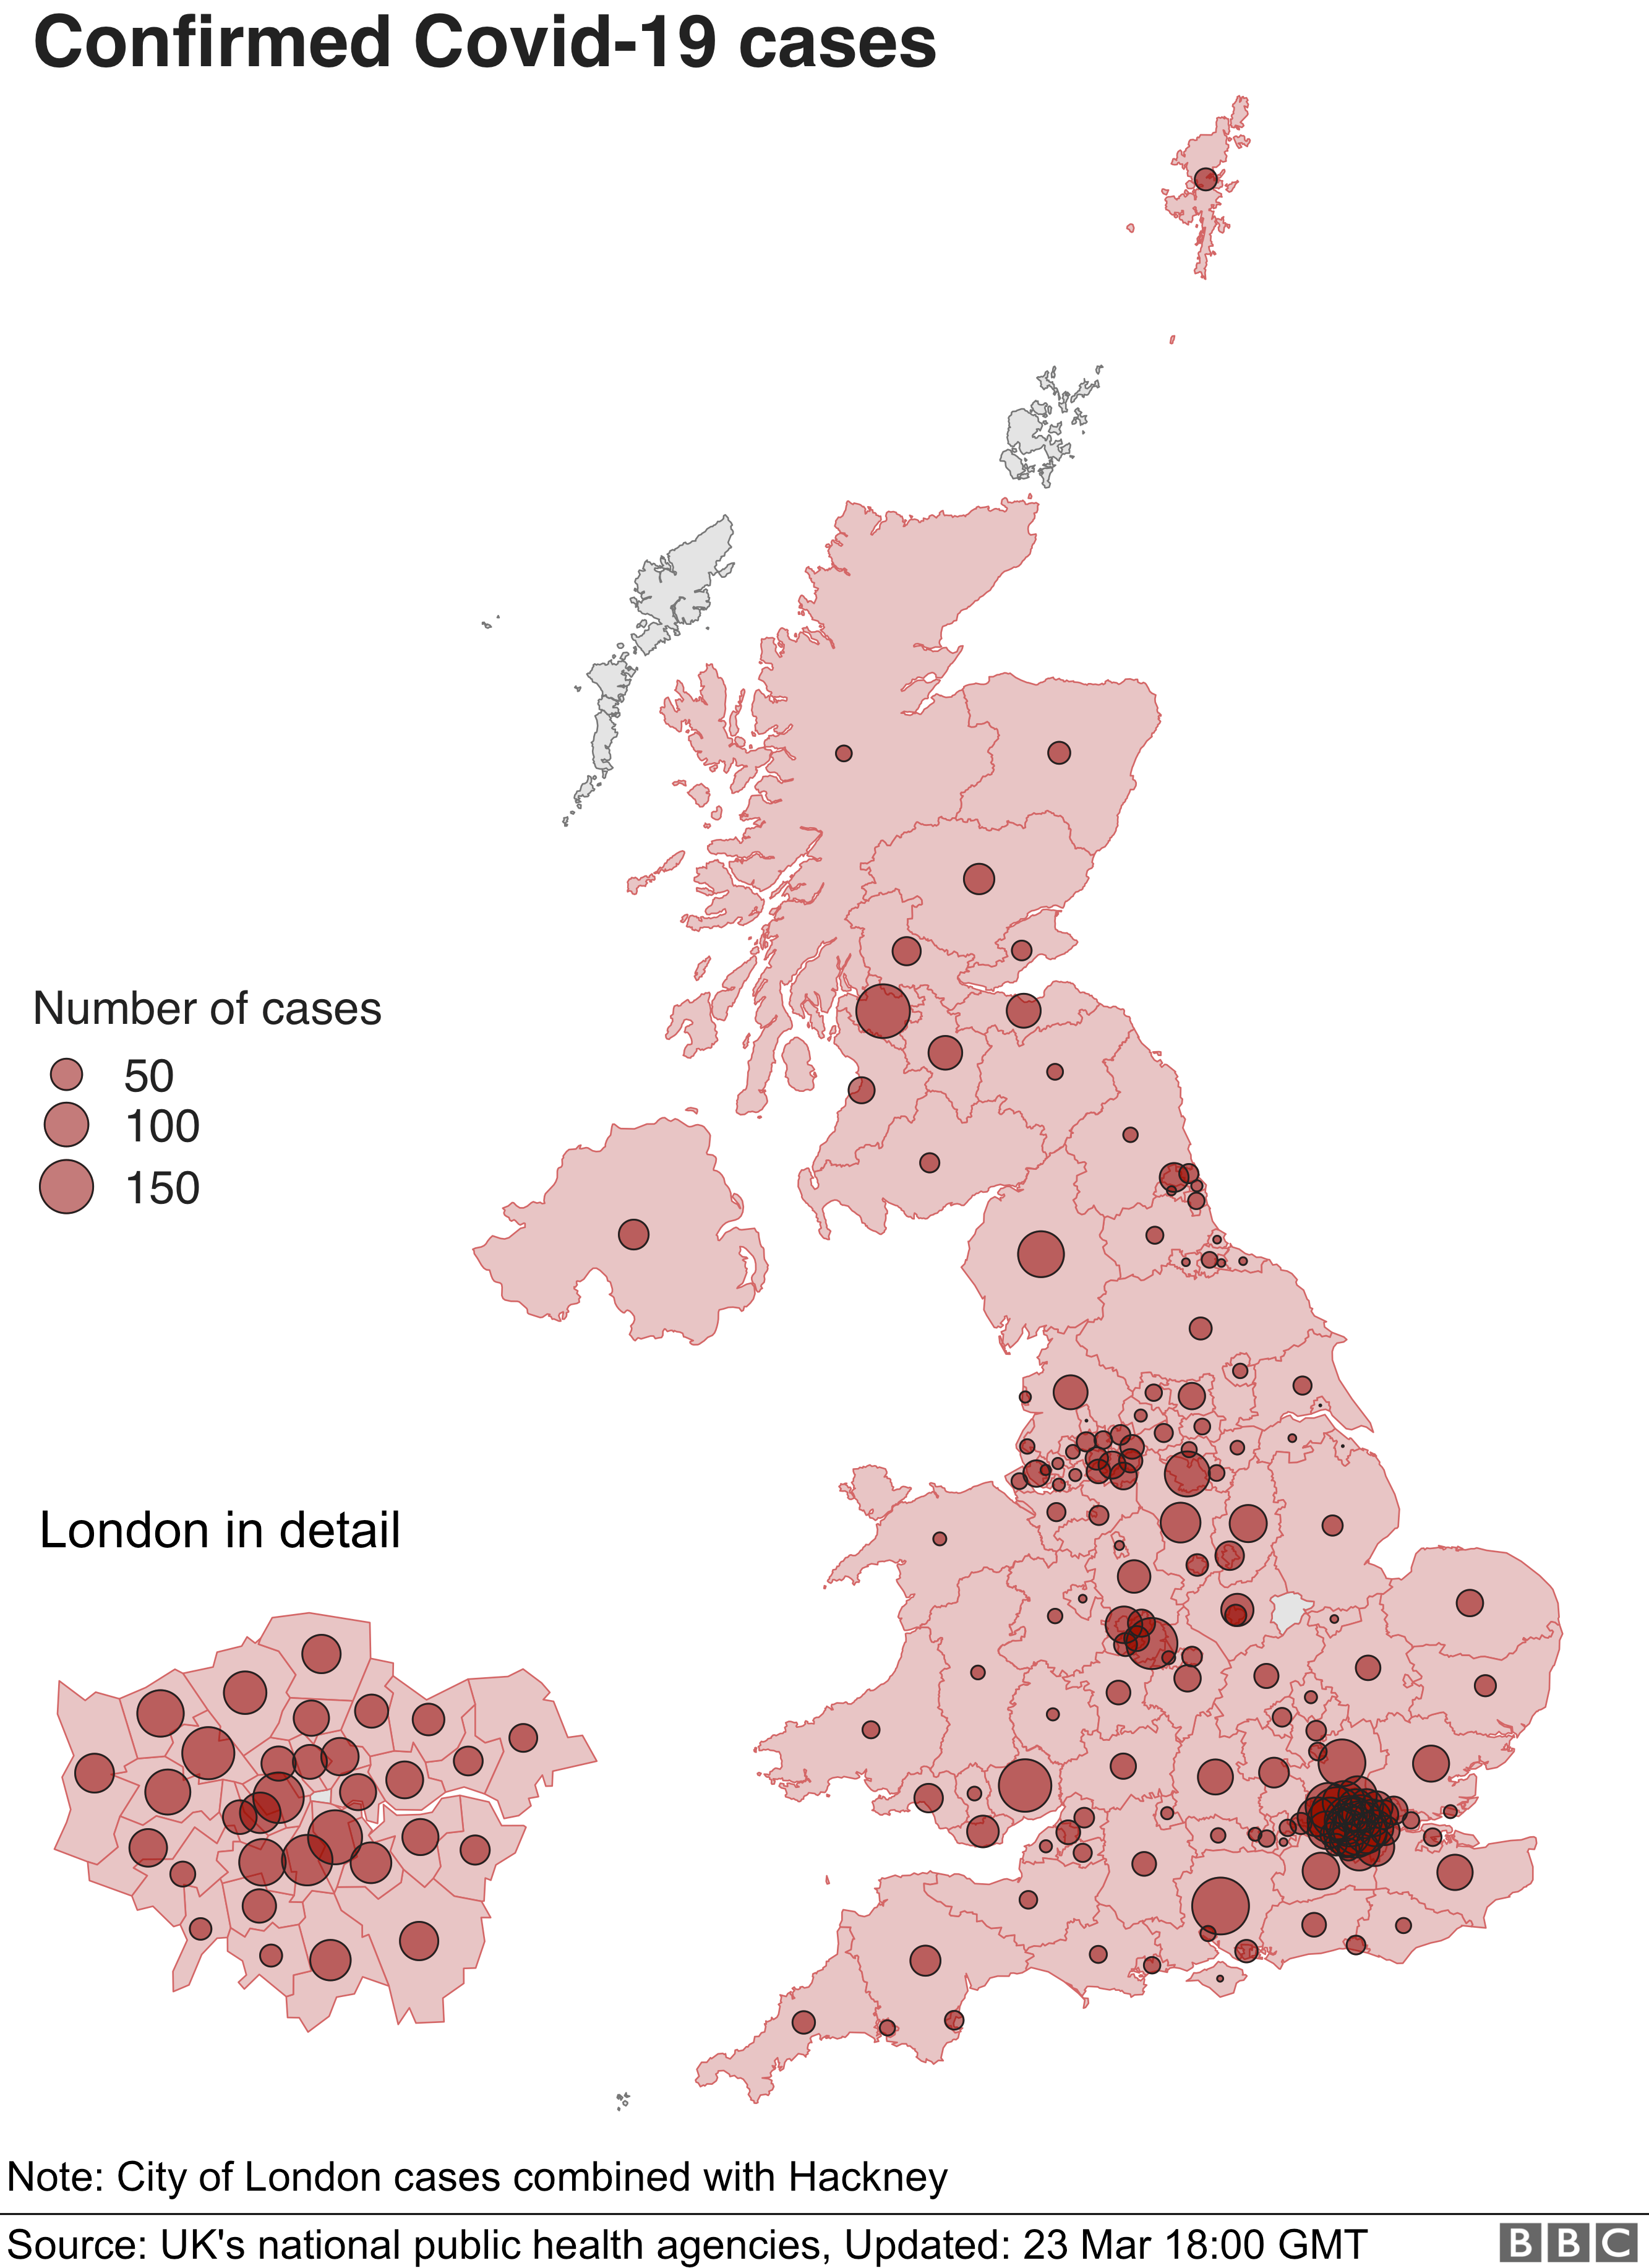 Confirmed Covid-19 cases
Number of cases
50
100
150
London in detail
Note: City of London cases combined with Hackney
Source: UK's national public health agencies, Updated: 23 Mar 18:00 GMT
BBC